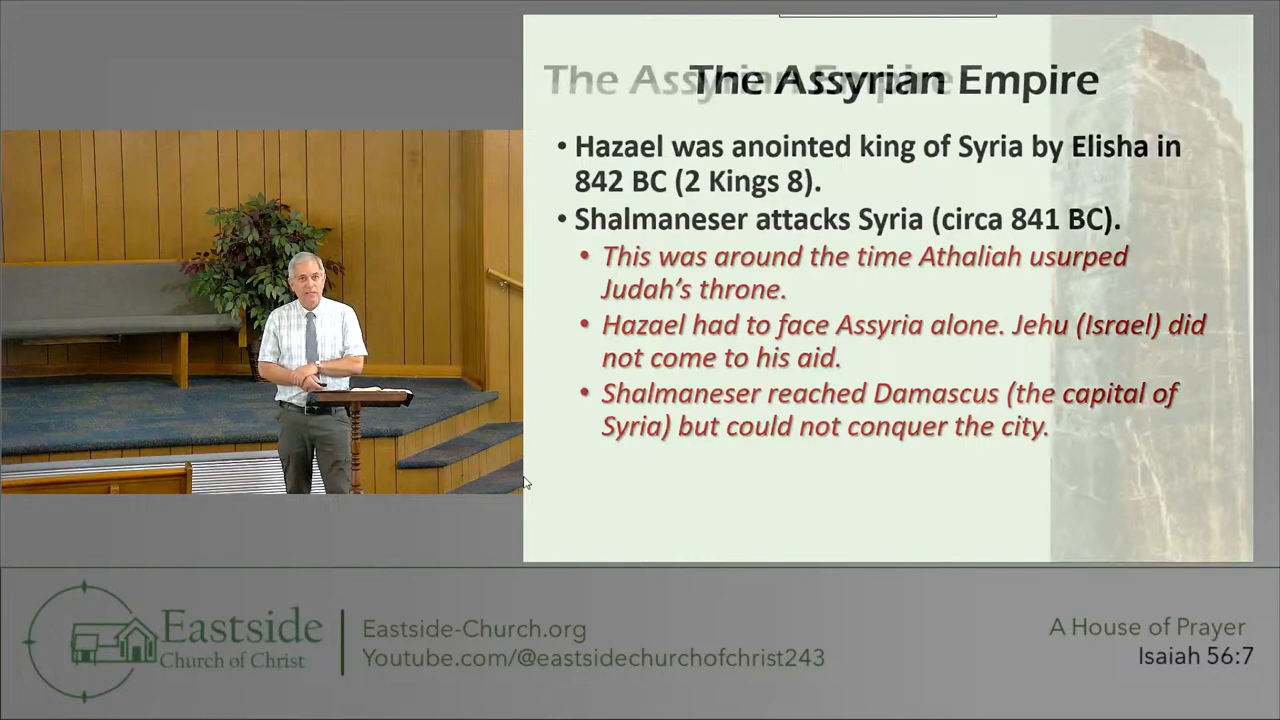 The Assyrian Empire
The Assyrian Empire
• Hazael was anointed king of Syria by Elisha in
842 BC (2 Kings 8).
• Shalmaneser attacks Syria (circa 841 BC).
• This was around the time Athaliah usurped
Judah’s throne.
• Hazael had to face Assyria alone. Jehu (Israel) did
not come to his aid.
• Shalmaneser reached Damascus (the capital of
Syria) but could not conquer the city.
Eastside
Church of Christ
Eastside-Church.org
Youtube.com/@eastsidechurchofchrist243
A House of Prayer
Isaiah 56:7